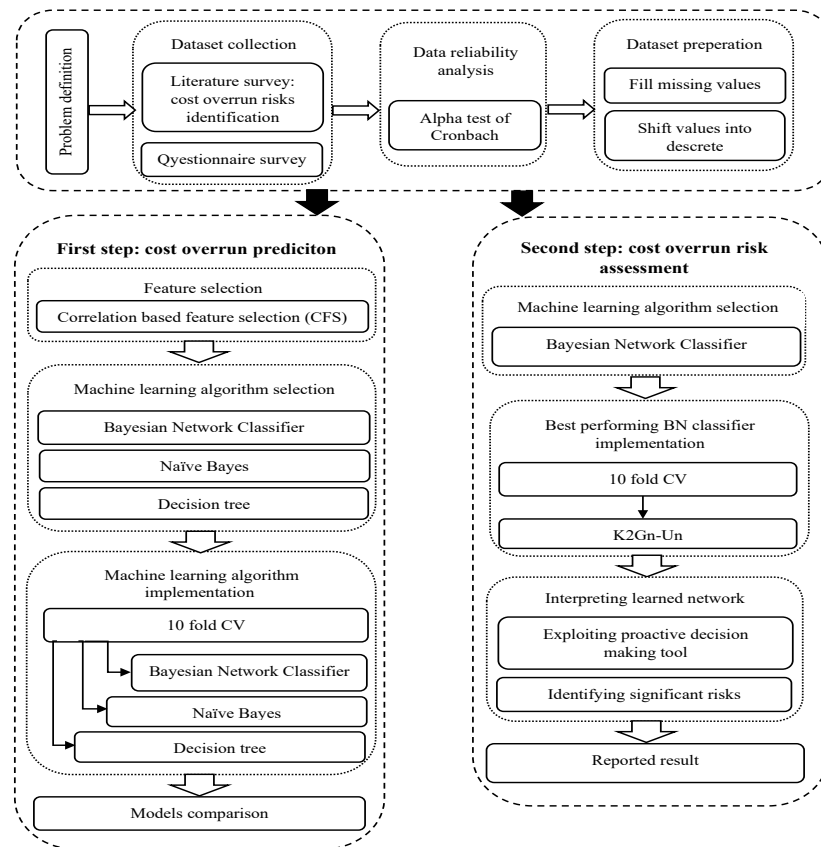 Problem definition
Dataset collection
Literature survey:
cost overrun risks
identification
Qyestionnaire survey
Data reliability
analysis
Alpha test of
Cronbach
Dataset preperation
Fill missing values
Shift values into
descrete
First step: cost overrun prediciton
Feature selection
Correlation based feature selection (CFS)
Machine learning algorithm selection
Bayesian Network Classifier
Naïve Bayes
Decision tree
Machine learning algorithm
implementation
10 fold CV
Bayesian Network Classifier
Naïve Bayes
Decision tree
Models comparison
Second step: cost overrun risk
assessment
Machine learning algorithm selection
Bayesian Network Classifier
Best performing BN classifier
implementation
10 fold CV
K2Gn-Un
Interpreting learned network
Exploiting proactive decision
making tool
Identifying significant risks
Reported result